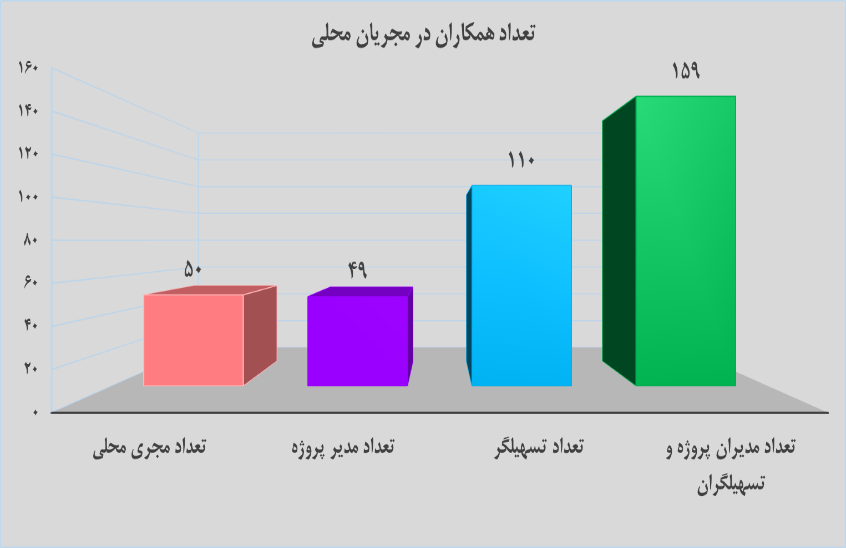 تعداد همکاران در مجریان محلی
۱۶۰
۱۴۰
۱۲۰
۱۰۰
۸۰
۶۰
۴۰
۲۰
۰
۵۰
۴۹
۱۱۰
۱۵۹
تعداد مجری محلی
تعداد مدیر پروژه
تعداد تسهیلگر
تعداد مدیران پروژه و
تسهیلگران